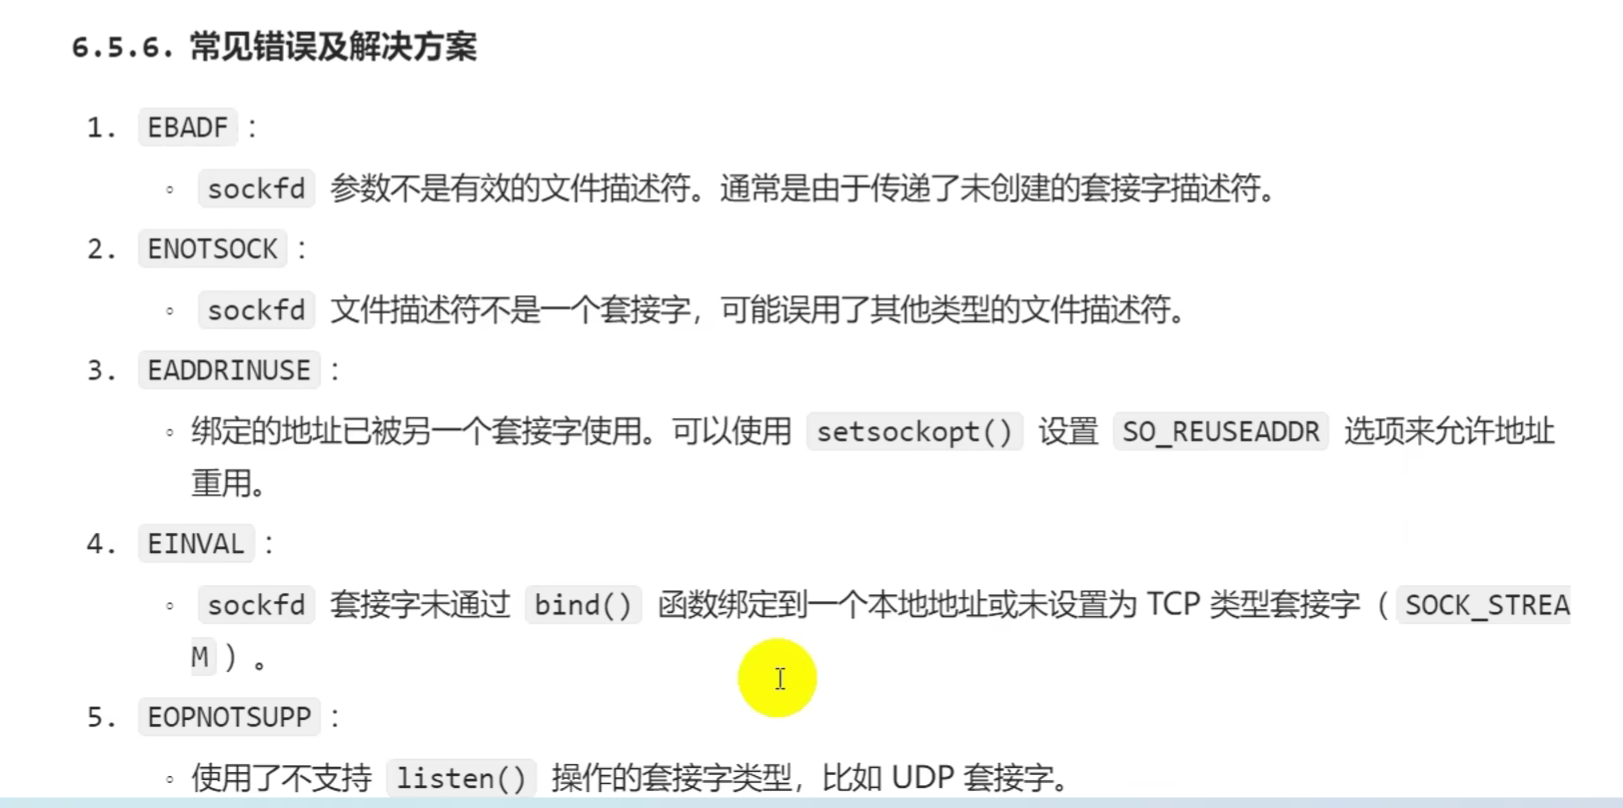 6.5.6. 常见错误及解决方案
1. EBADF：
◦ sockfd 参数不是有效的文件描述符。通常是由于传递了未创建的套接字描述符。
2. ENOTSOCK：
◦ sockfd 文件描述符不是一个套接字，可能误用了其他类型的文件描述符。
3. EADDRINUSE：
◦ 绑定的地址已被另一个套接字使用。可以使用 setsockopt() 设置 SO_REUSEADDR 选项来允许地址
重用。
4. EINVAL：
◦ sockfd 套接字未通过 bind() 函数绑定到一个本地地址或未设置为 TCP 类型套接字（SOCK_STREA
M）。
5. EOPNOTSUPP：
◦ 使用了不支持 listen() 操作的套接字类型，比如 UDP 套接字。